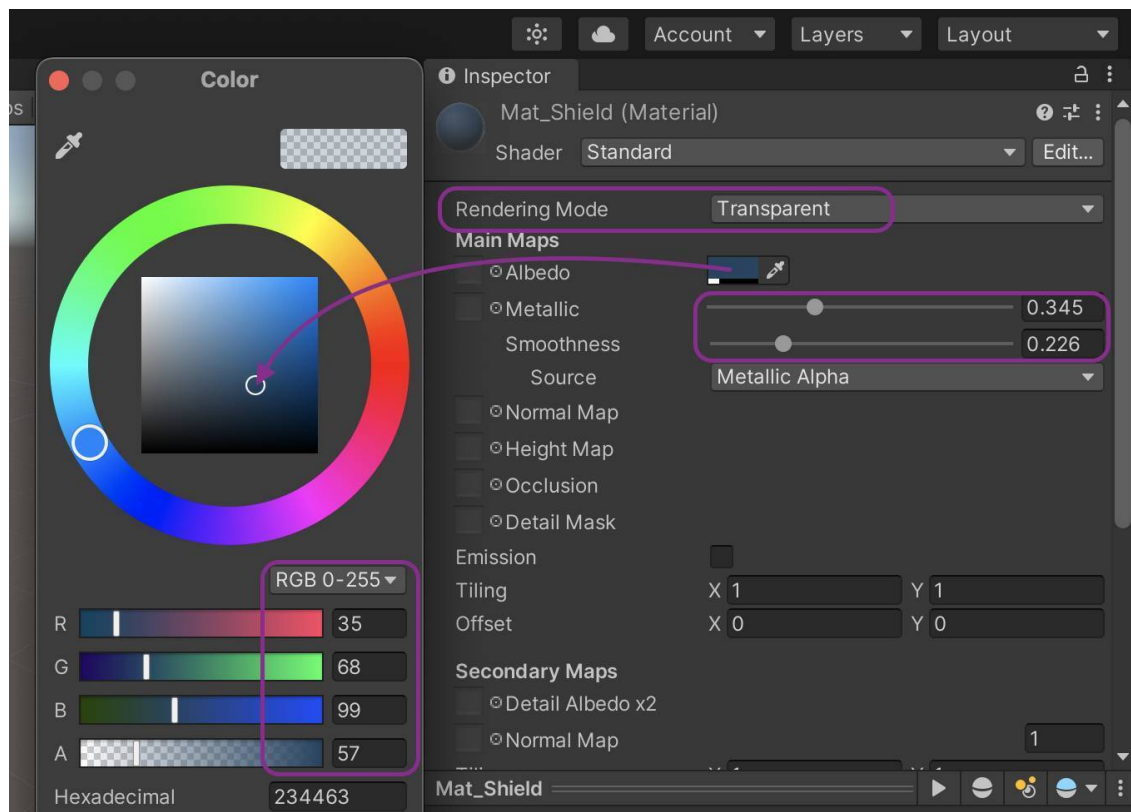 Account Layers Layout
Color
Inspector
Mat_Shield (Material)
Shader Standard Edit...
Rendering Mode Transparent
Main Maps
Albedo
Metallic 0.345
Smoothness 0.226
Source Metallic Alpha
Normal Map
Height Map
Occlusion
Detail Mask
Emission
RGB 0-255
Tiling X 1 Y 1
R 35
Offset X 0 Y 0
G 68
Secondary Maps
B 99
Detail Albedo x2
A 57
Normal Map 1
Mat_Shield
Hexadecimal 234463